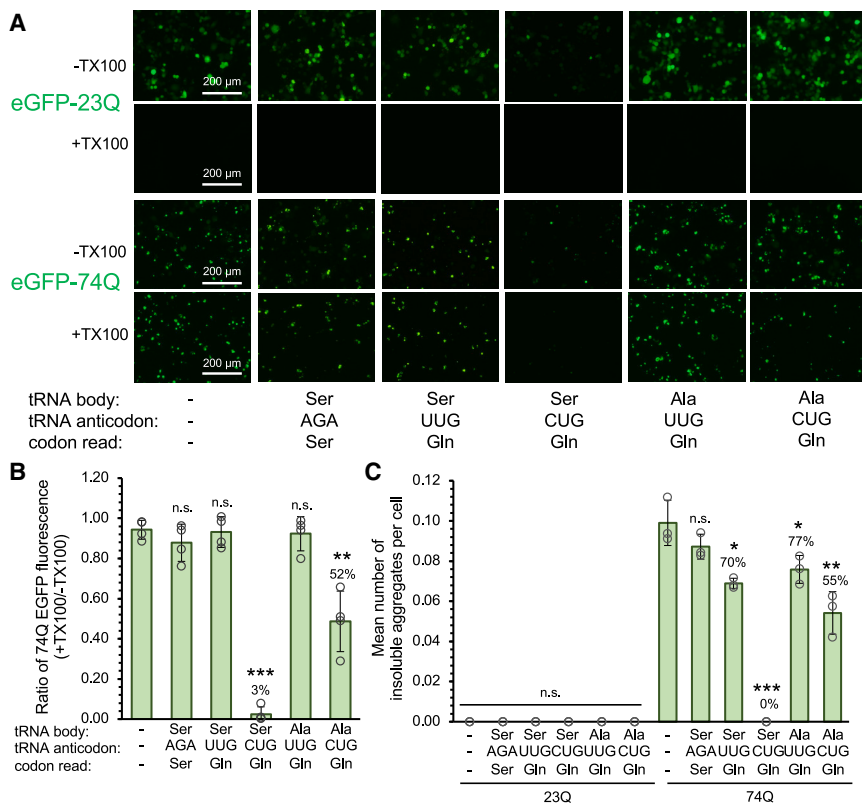 A
-TX100
200 µm
eGFP-23Q
+TX100
200 µm
-TX100
200 µm
eGFP-74Q
+TX100
200 µm
tRNA body: - Ser Ser Ser Ala Ala
tRNA anticodon: - AGA UUG CUG UUG CUG
codon read: - Ser Gln Gln Gln Gln
B
Ratio of 74Q EGFP fluorescence
(+TX100/-TX100)
1.20
1.00
0.80
0.60
0.40
0.20
0.00
n.s. n.s. *** 3% n.s. ** 52%
tRNA body: - Ser Ser Ser Ala Ala
tRNA anticodon: - AGA UUG CUG UUG CUG
codon read: - Ser Gln Gln Gln Gln
C
Mean number of
insoluble aggregates per cell
0.12
0.10
0.08
0.06
0.04
0.02
0.00
n.s.
n.s. * 70% *** 0% * 77% ** 55%
- Ser Ser Ser Ala Ala - Ser Ser Ser Ala Ala
- AGA UUG CUG UUG CUG - AGA UUG CUG UUG CUG
- Ser Gln Gln Gln Gln - Ser Gln Gln Gln Gln
23Q 74Q